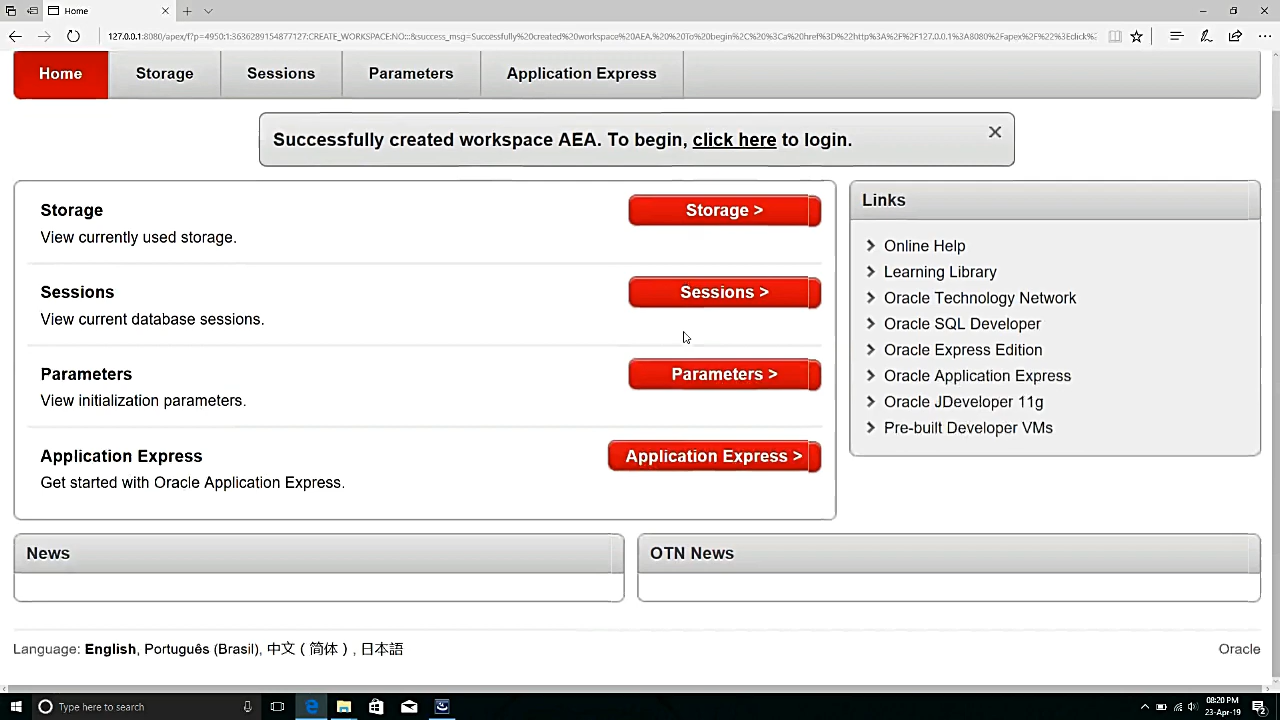 Home
127.0.0.1:8080/apex/f?p=4950:1:3636289154877127:CREATE_WORKSPACE:NO:::&success_msg=Successfully%20created%20workspace%20AEA.%20%20To%20begin%2C%20%3Ca%20href%3D%22http%3A%2F%2F127.0.0.1%3A8080%2Fapex%2F%22%3Eclick%
Home
Storage
Sessions
Parameters
Application Express
Successfully created workspace AEA. To begin, click here to login.
Storage
Storage >
View currently used storage.
Sessions
Sessions >
View current database sessions.
Parameters
Parameters >
View initialization parameters.
Application Express
Application Express >
Get started with Oracle Application Express.
Links
Online Help
Learning Library
Oracle Technology Network
Oracle SQL Developer
Oracle Express Edition
Oracle Application Express
Oracle JDeveloper 11g
Pre-built Developer VMs
News
OTN News
Language: English, Português (Brasil), 中文 ( 简体 ) , 日本語
Oracle
Type here to search
08:20 PM
23-Apr-19
2